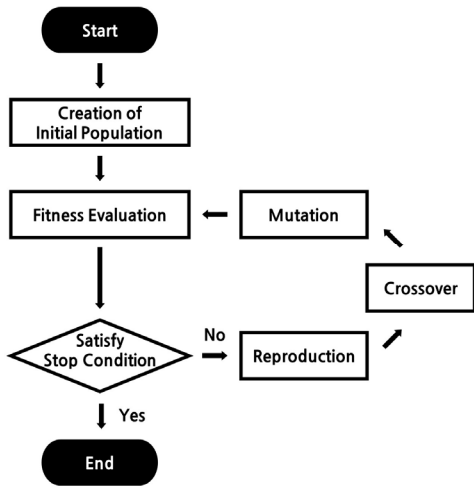 Start
Creation of
Initial Population
Fitness Evaluation
Mutation
Crossover
Satisfy
Stop Condition
No
Reproduction
Yes
End